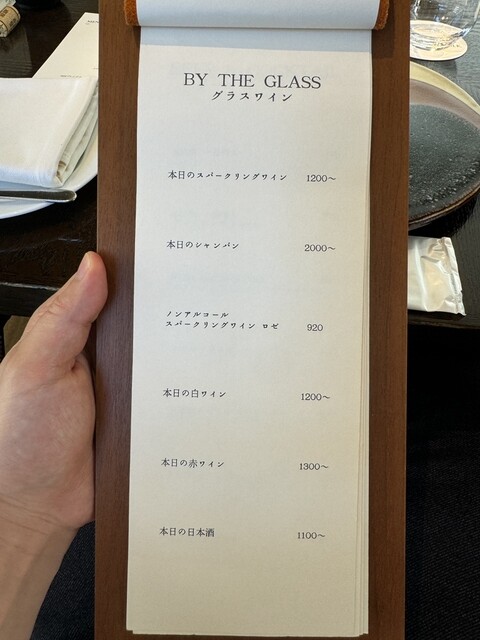 BY THE GLASS
グラスワイン
本日のスパークリングワイン 1200〜
本日のシャンパン 2000〜
ノンアルコール
スパークリングワイン ロゼ 920
本日の白ワイン 1200〜
本日の赤ワイン 1300〜
本日の日本酒 1100〜